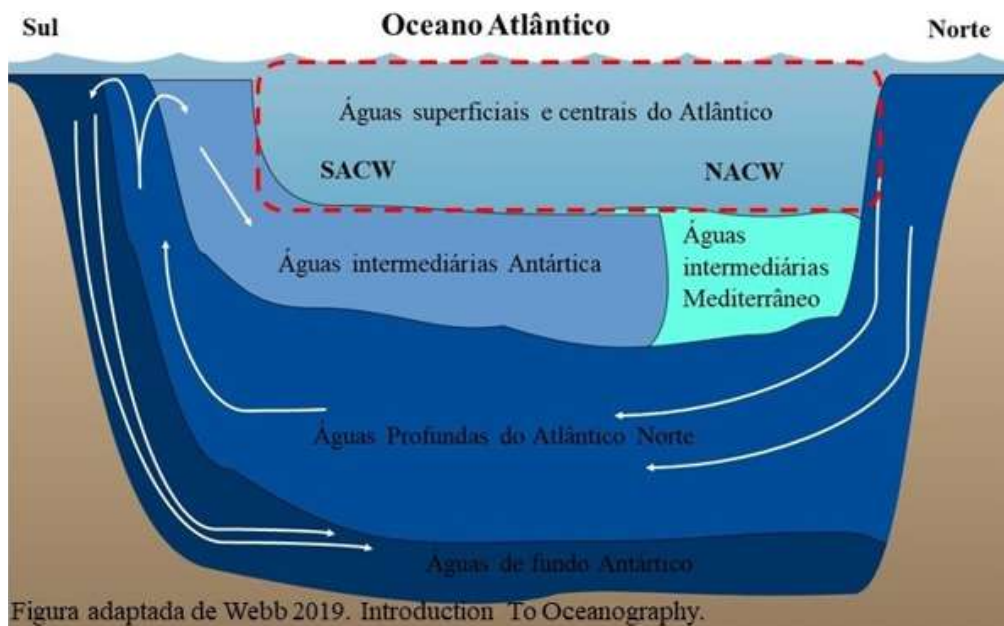 Sul
Oceano Atlântico
Norte
Águas superficiais e centrais do Atlântico
SACW
NACW
Águas intermediárias Antártica
Águas
intermediárias
Mediterrâneo
Águas Profundas do Atlântico Norte
Águas de fundo Antártico
Figura adaptada de Webb 2019. Introduction To Oceanography.